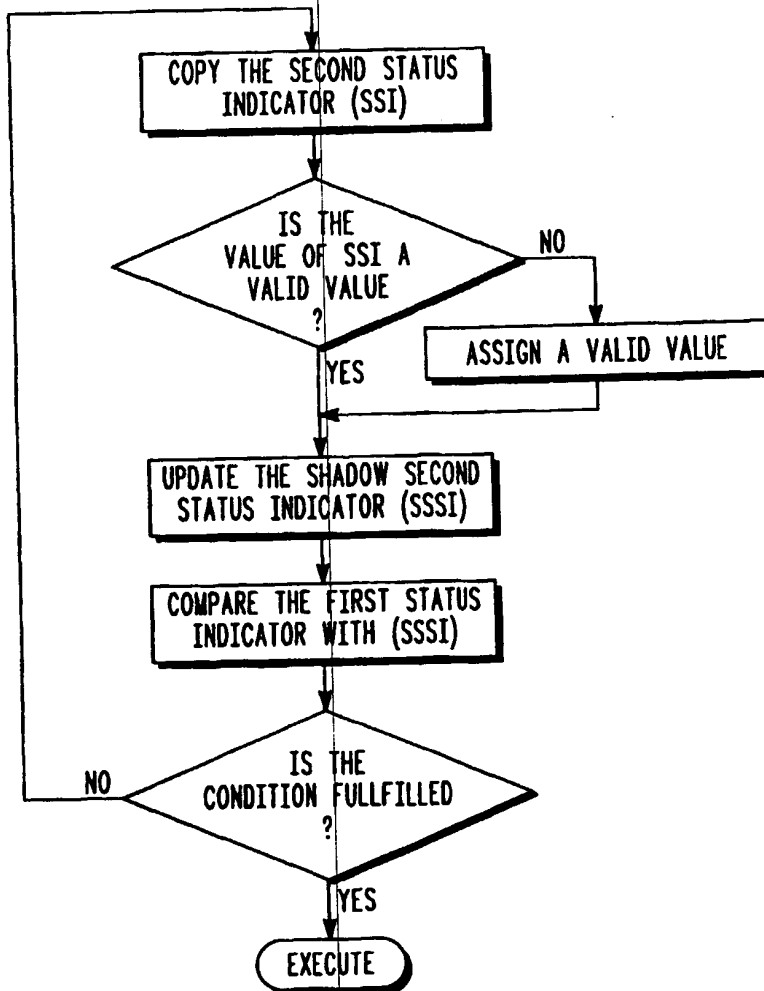 COPY THE SECOND STATUS
INDICATOR (SSI)
IS THE
VALUE OF SSI A
VALID VALUE
?
NO
ASSIGN A VALID VALUE
YES
UPDATE THE SHADOW SECOND
STATUS INDICATOR (SSSI)
COMPARE THE FIRST STATUS
INDICATOR WITH (SSSI)
IS THE
CONDITION FULLFILLED
?
NO
YES
EXECUTE